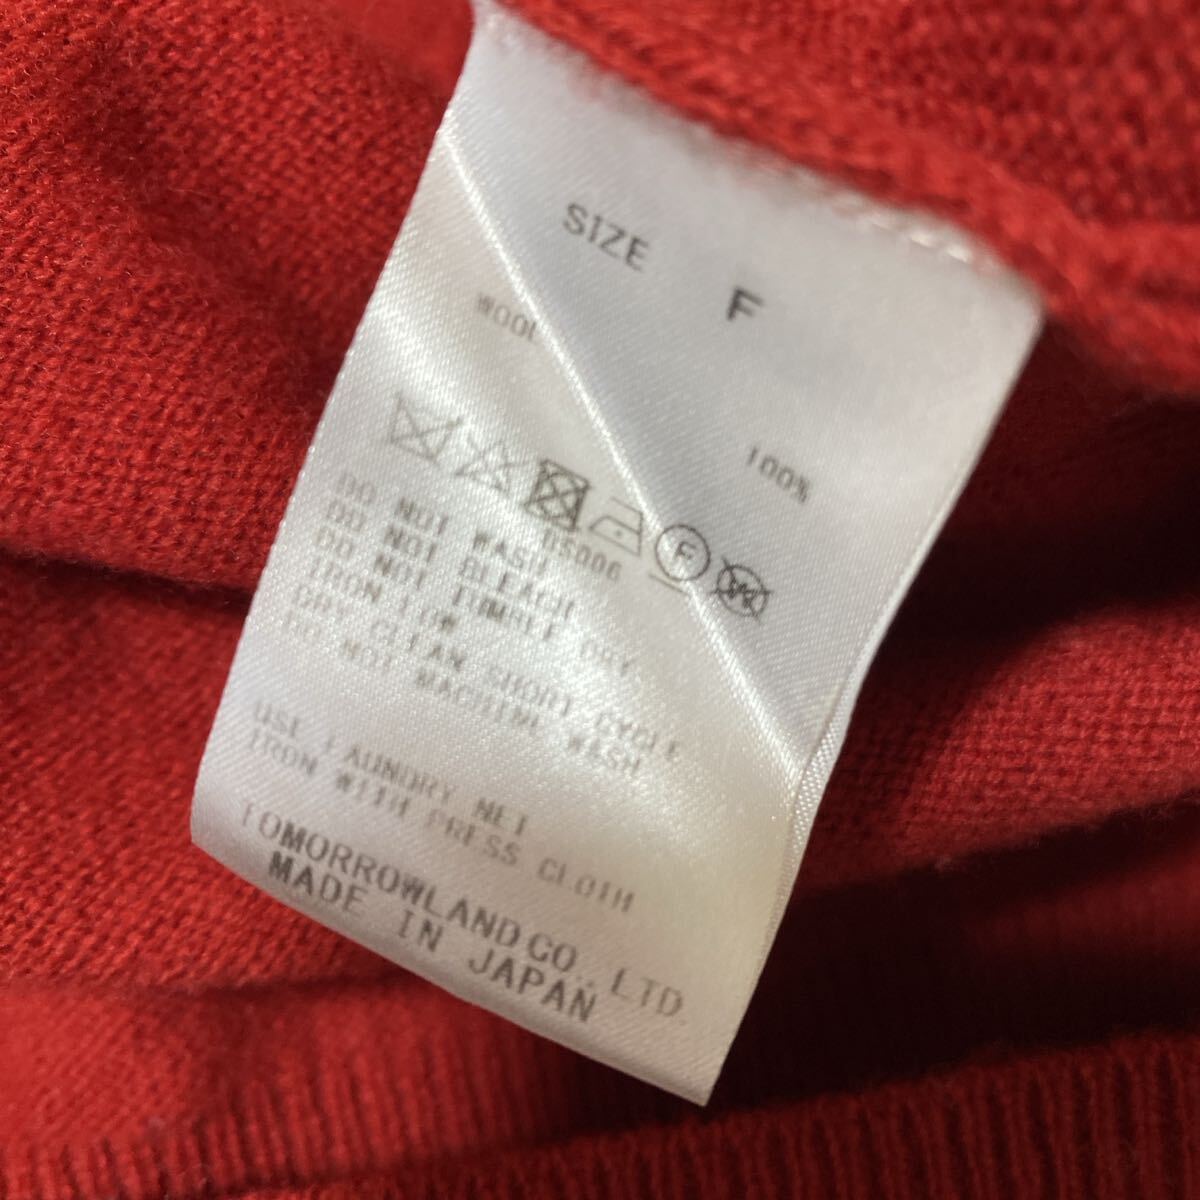 SIZE F
WOOL 100%
F W
0S006
DO NOT WASH
DO NOT BLEACH
DO NOT TUMBLE DRY
IRON LOW
DRY CLEAN SHORT CYCLE
DO NOT MACHINE WASH
USE LAUNDRY NET
IRON WITH PRESS CLOTH
TOMORROWLAND CO., LTD.
MADE IN JAPAN